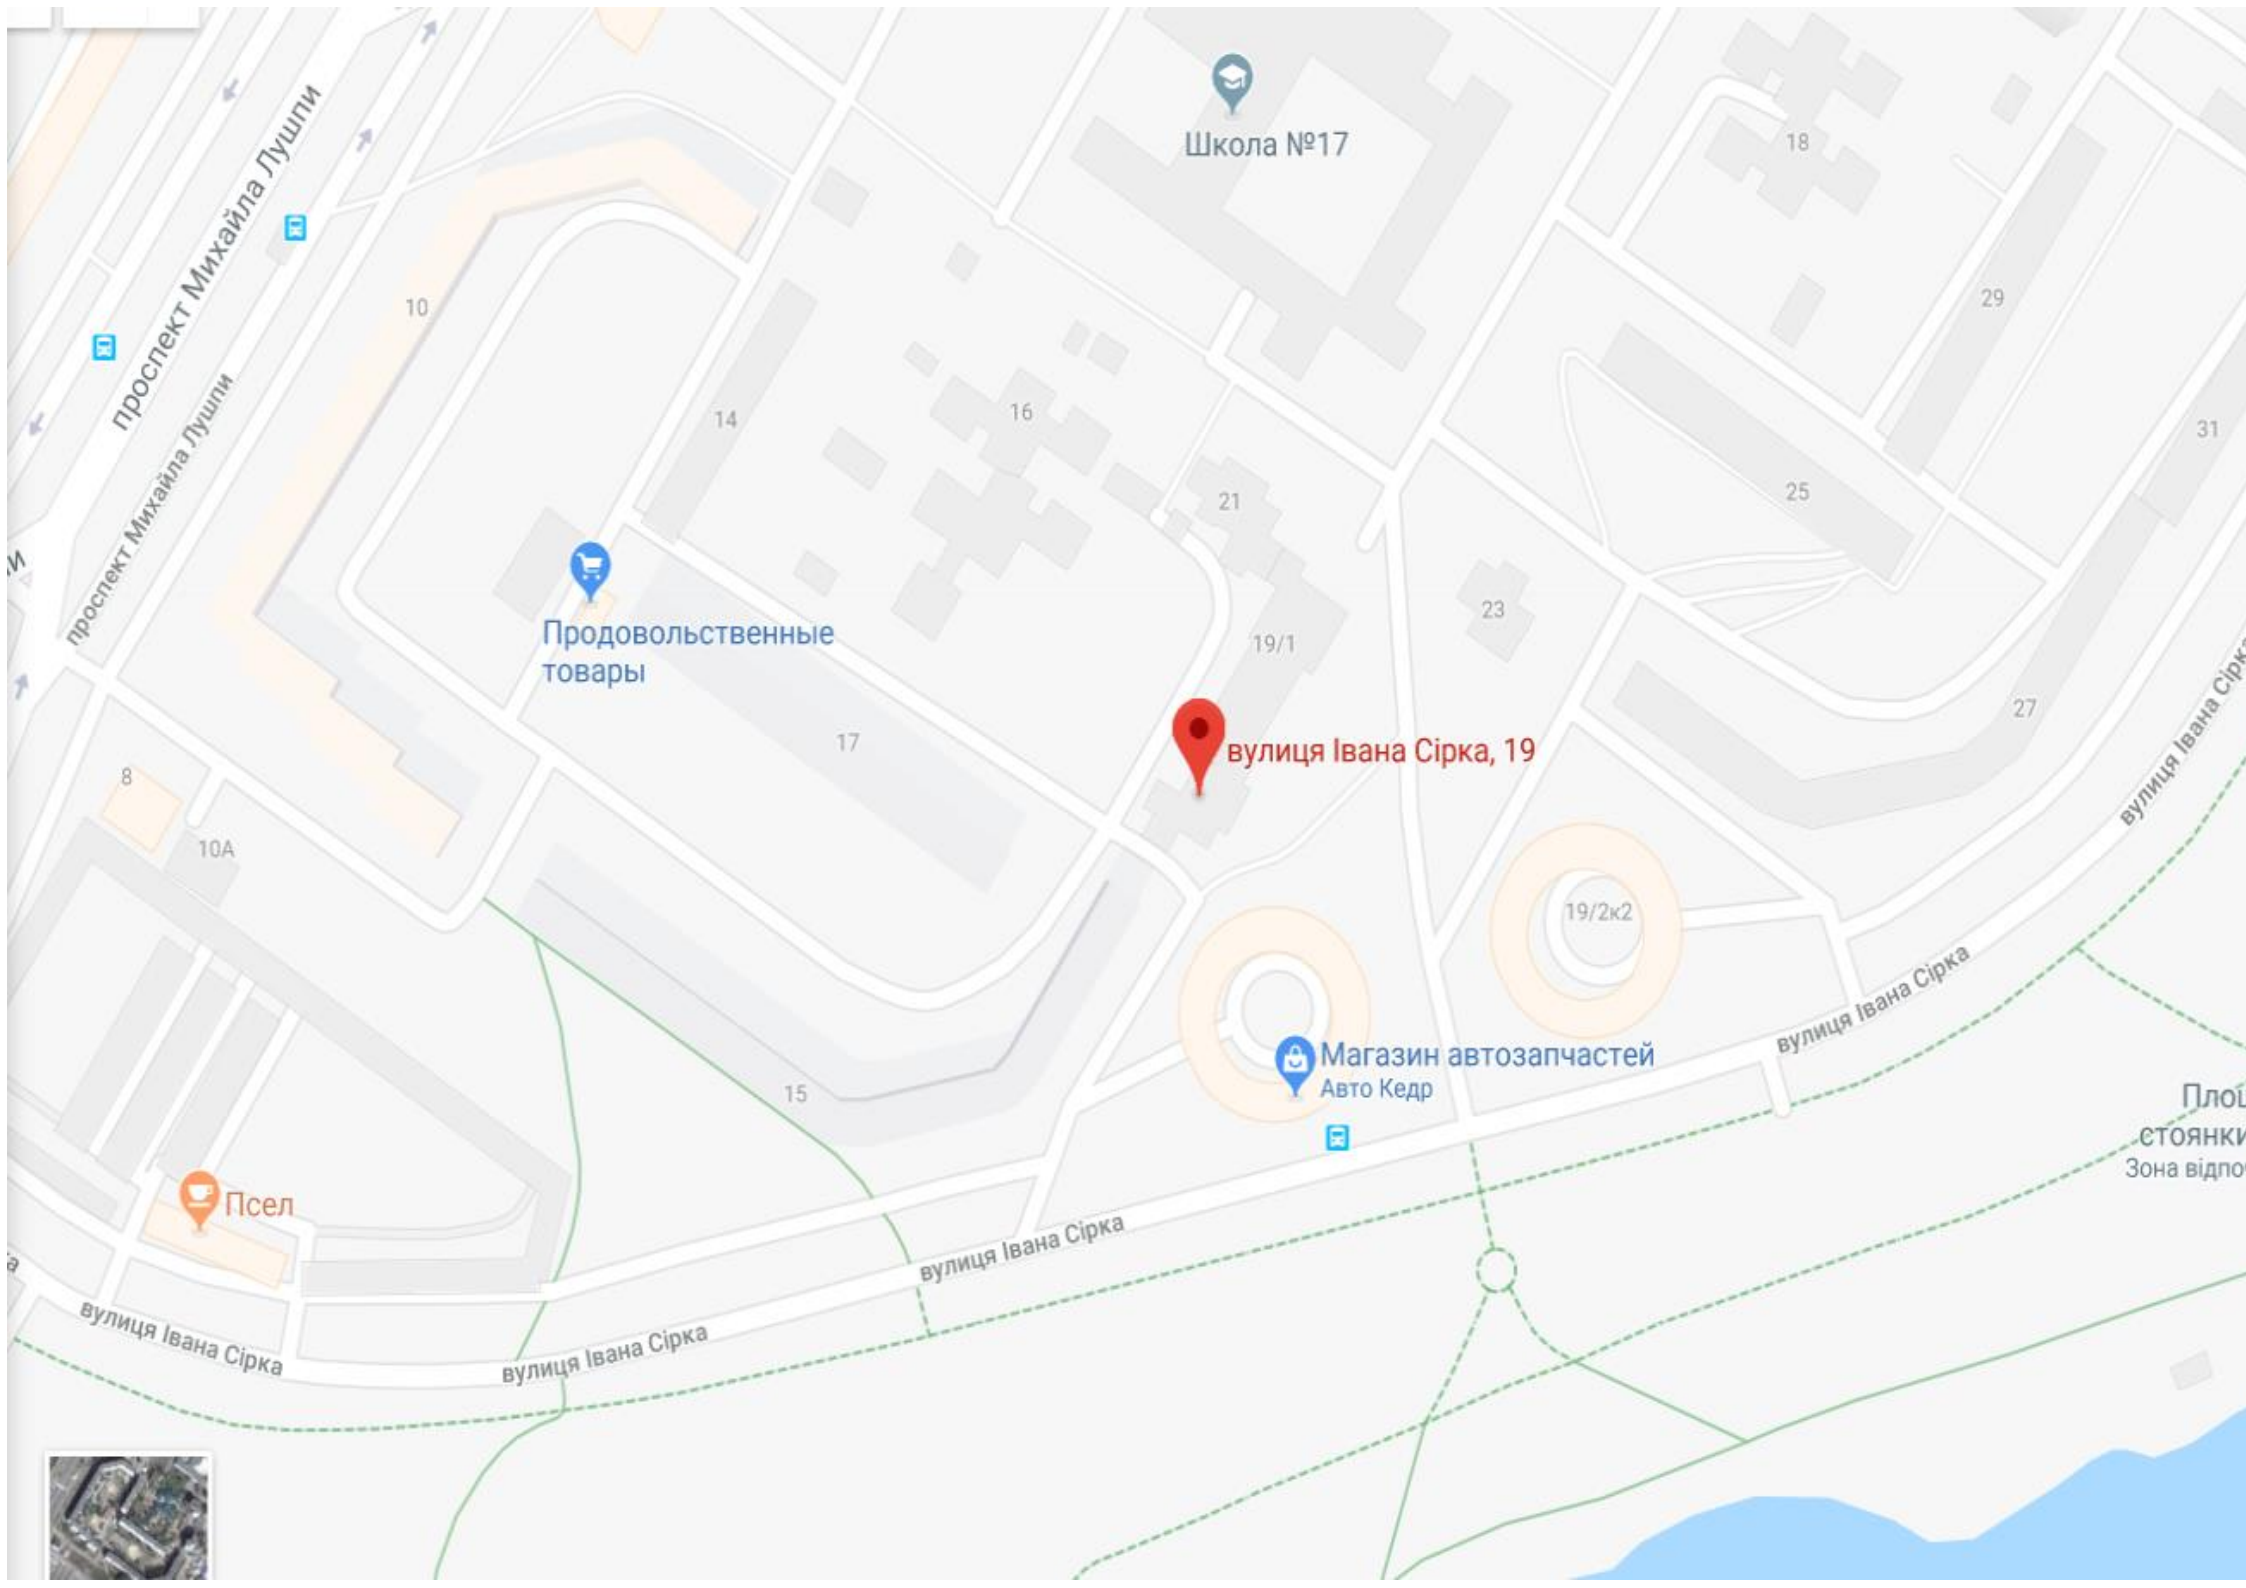 Школа №17
18
проспект Михайла Лушпи
10
29
14
16
проспект Михайла Лушпи
31
21
25
Продовольственные
товары
23
19/1
17
вулиця Івана Сірка, 19
27
вулиця Івана Сірка
8
10А
19/2к2
вулиця Івана Сірка
Магазин автозапчастей
Авто Кедр
15
Псел
вулиця Івана Сірка
вулиця Івана Сірка
вулиця Івана Сірка